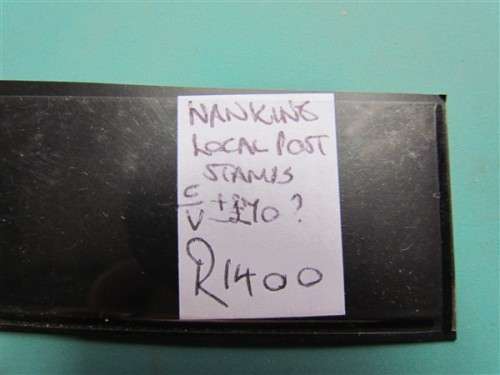 NANKING
LOCAL POST
STAMPS
C/V ± £70 ?
R1400